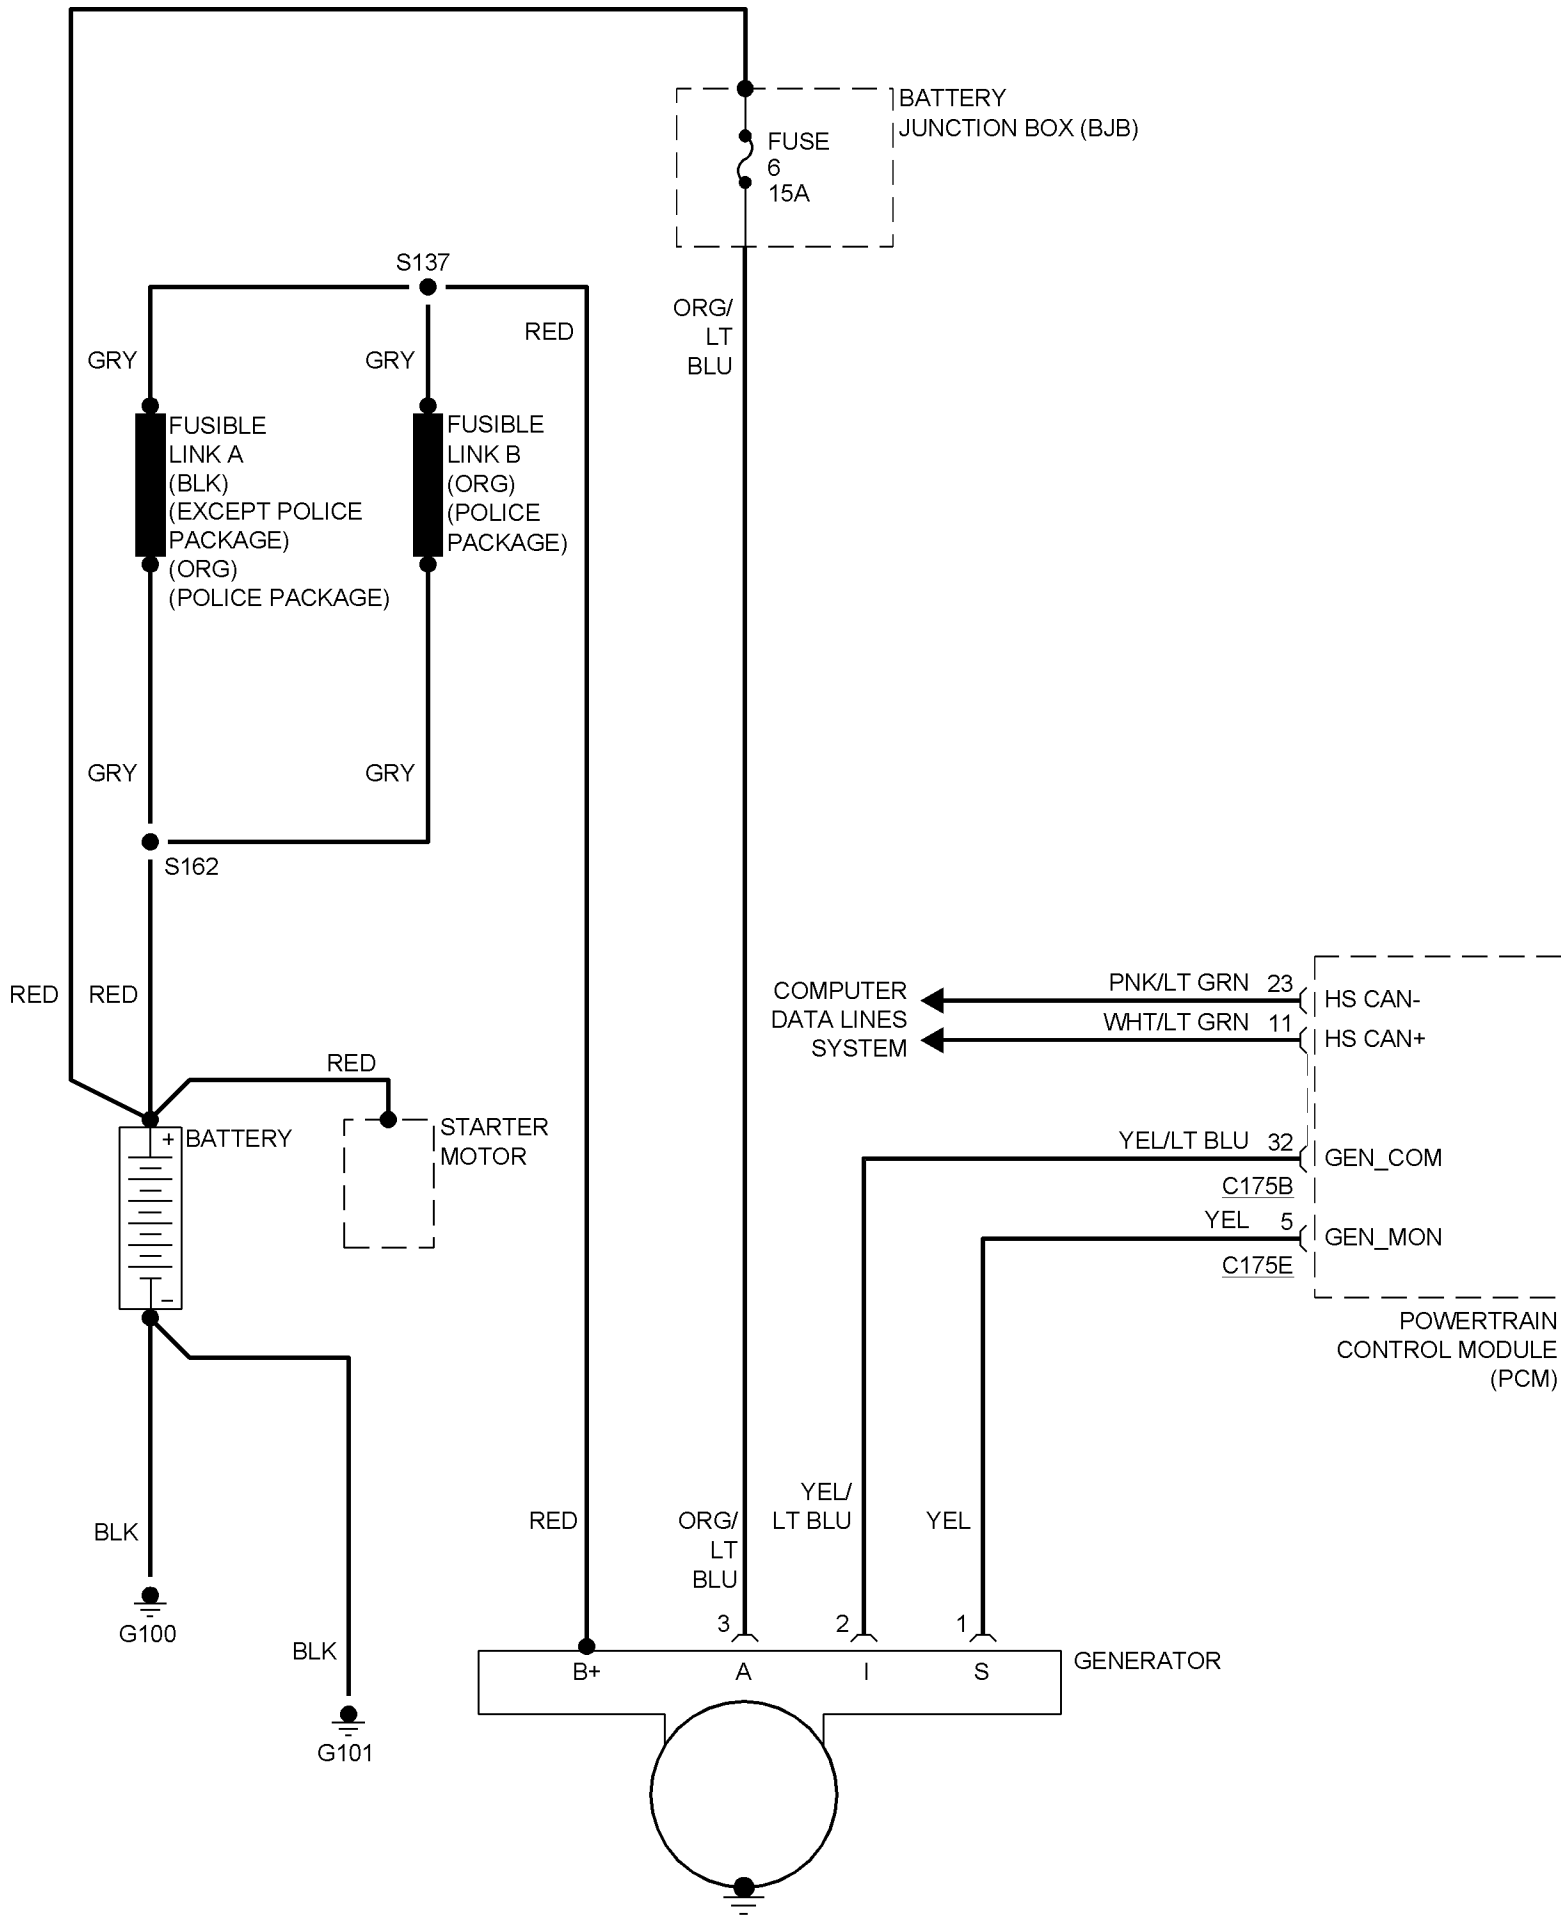 BATTERY
JUNCTION BOX (BJB)
FUSE
6
15A
S137
ORG/
LT
BLU
RED
GRY
GRY
FUSIBLE
LINK A
(BLK)
(EXCEPT POLICE
PACKAGE)
(ORG)
(POLICE PACKAGE)
FUSIBLE
LINK B
(ORG)
(POLICE
PACKAGE)
GRY
GRY
S162
RED
RED
RED
+ BATTERY
–
STARTER
MOTOR
COMPUTER
DATA LINES
SYSTEM
PNK/LT GRN 23
HS CAN-
WHT/LT GRN 11
HS CAN+
YEL/LT BLU 32
GEN_COM
C175B
YEL 5
GEN_MON
C175E
POWERTRAIN
CONTROL MODULE
(PCM)
BLK
G100
BLK
G101
RED
ORG/
LT
BLU
YEL/
LT BLU
YEL
3
2
1
B+
A
I
S
GENERATOR